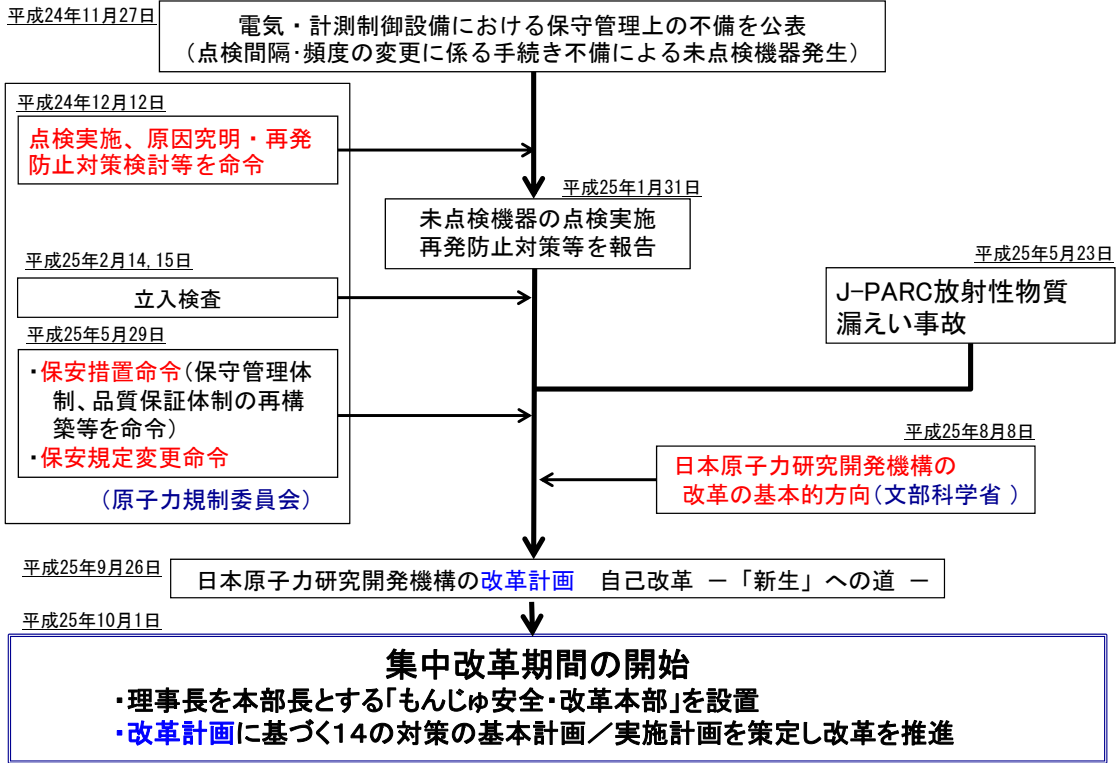 平成24年11月27日
電気・計測制御設備における保守管理上の不備を公表
（点検間隔・頻度の変更に係る手続き不備による未点検機器発生）
平成24年12月12日
点検実施、原因究明・再発
防止対策検討等を命令
平成25年1月31日
未点検機器の点検実施
再発防止対策等を報告
平成25年2月14,15日
立入検査
平成25年5月23日
J-PARC放射性物質
漏えい事故
平成25年5月29日
・保安措置命令（保守管理体
制、品質保証体制の再構
築等を命令）
・保安規定変更命令
（原子力規制委員会）
平成25年8月8日
日本原子力研究開発機構の
改革の基本的方向（文部科学省 ）
平成25年9月26日
日本原子力研究開発機構の改革計画　自己改革 －「新生」への道 －
平成25年10月1日
集中改革期間の開始
・理事長を本部長とする「もんじゅ安全・改革本部」を設置
・改革計画に基づく14の対策の基本計画／実施計画を策定し改革を推進